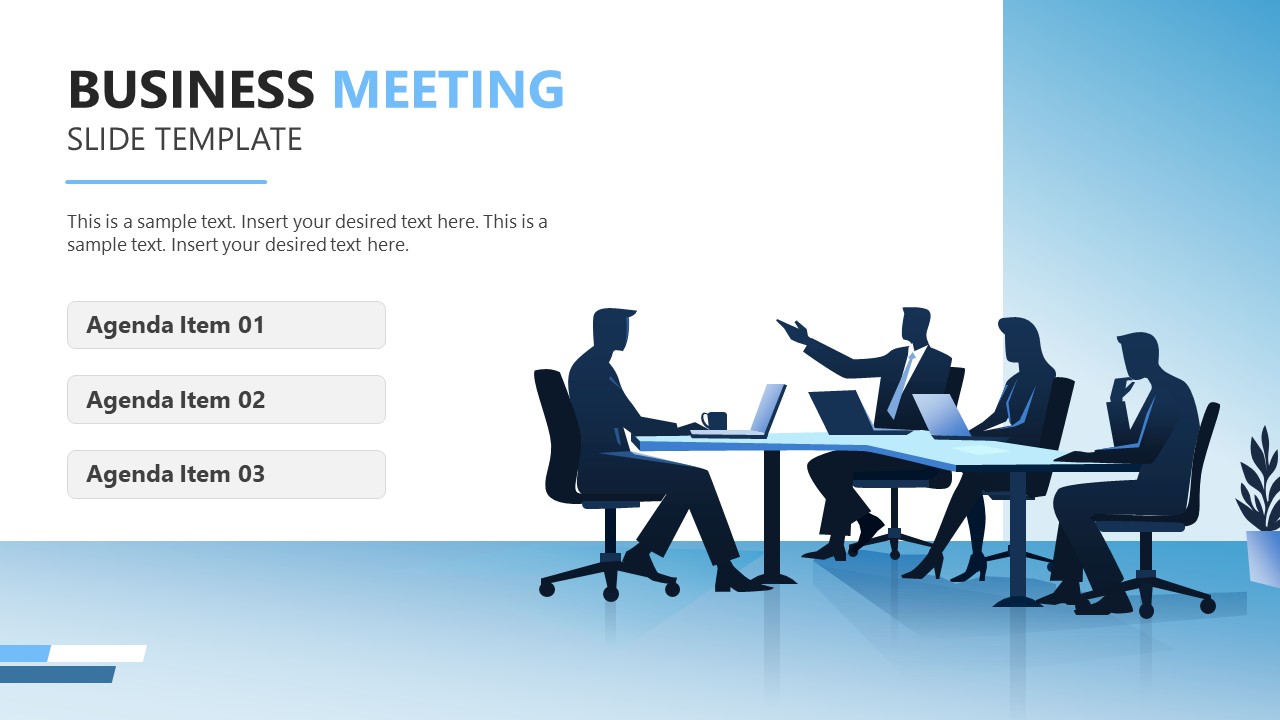 BUSINESS MEETING
SLIDE TEMPLATE
This is a sample text. Insert your desired text here. This is a
sample text. Insert your desired text here.
Agenda Item 01
Agenda Item 02
Agenda Item 03